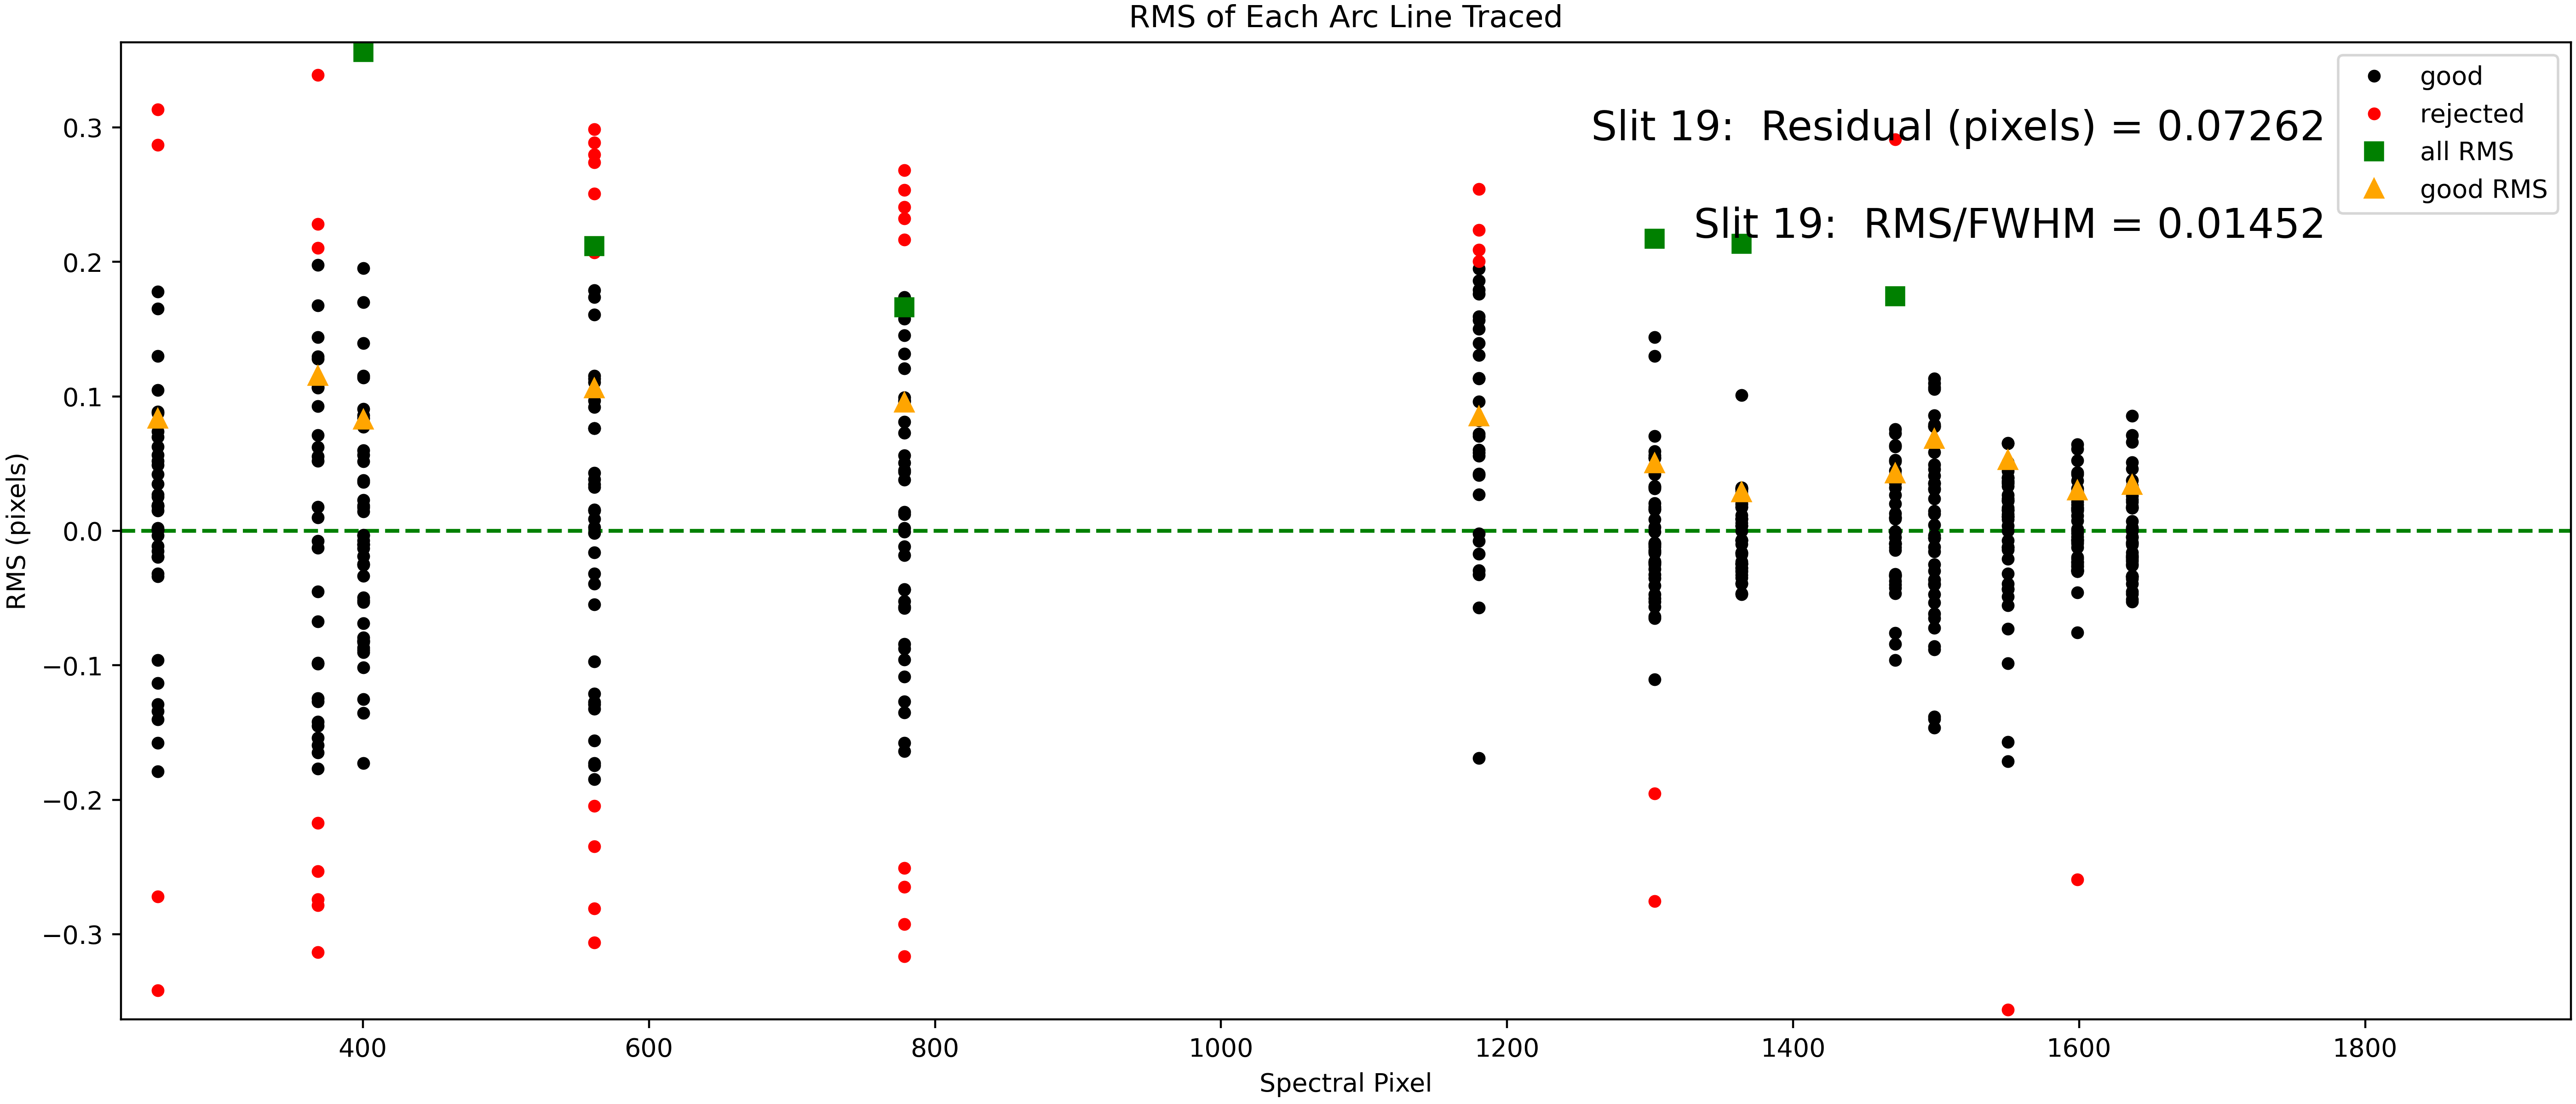 RMS of Each Arc Line Traced
good
rejected
all RMS
good RMS
Slit 19:  Residual (pixels) = 0.07262
Slit 19:  RMS/FWHM = 0.01452
RMS (pixels)
0.3
0.2
0.1
0.0
−0.1
−0.2
−0.3
400
600
800
1000
1200
1400
1600
1800
Spectral Pixel